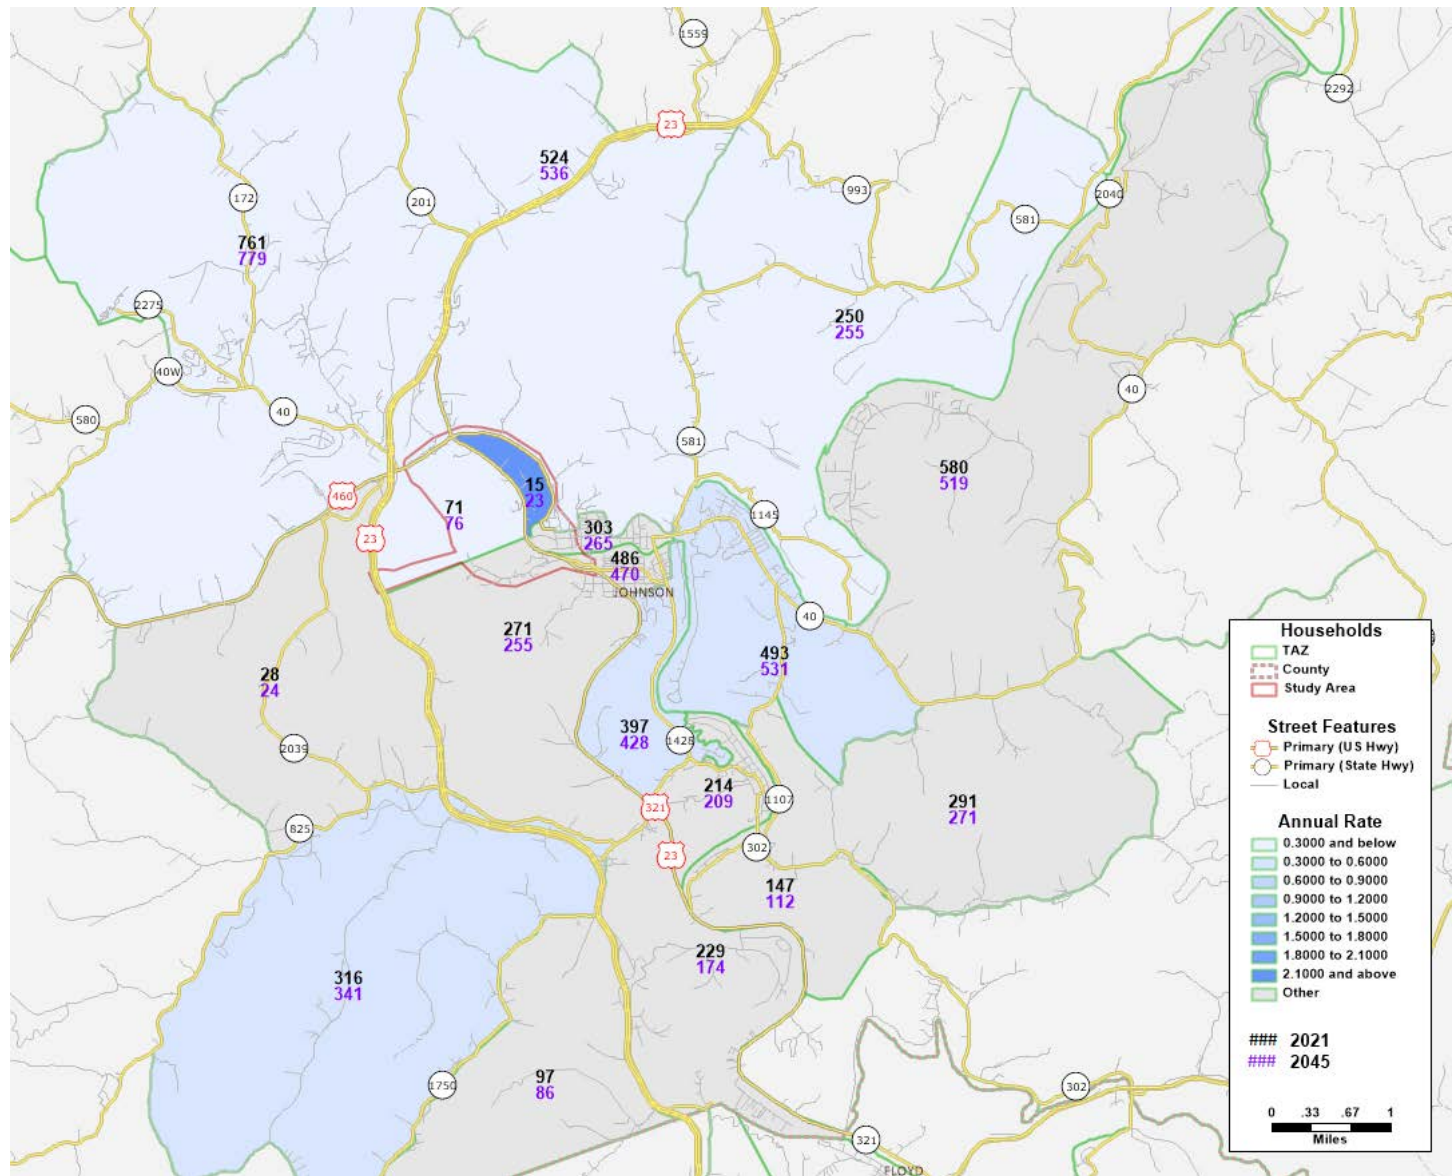 1559
23
2292
524
536
993
172
201
2040
581
761
779
2275
250
255
40W
40
40
580
581
580
519
460
15
23
71
76
1145
23
303
265
486
470
JOHNSON
40
271
255
493
531
28
24
397
428
1428
2039
214
209
321
1107
291
271
825
302
23
147
112
229
174
316
341
97
86
1750
302
321
FLOYD
Households
TAZ
County
Study Area
Street Features
Primary (US Hwy)
Primary (State Hwy)
Local
Annual Rate
0.3000 and below
0.3000 to 0.6000
0.6000 to 0.9000
0.9000 to 1.2000
1.2000 to 1.5000
1.5000 to 1.8000
1.8000 to 2.1000
2.1000 and above
Other
### 2021
### 2045
0 .33 .67 1
Miles